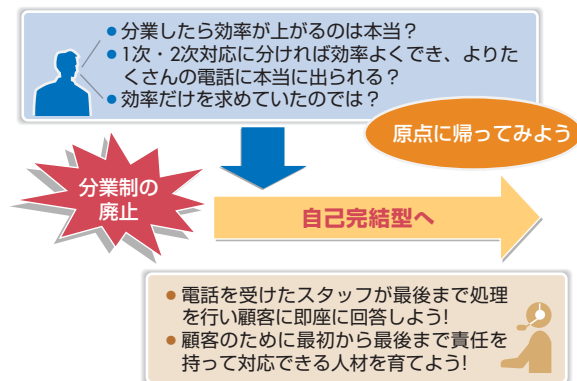 ● 分業したら効率が上がるのは本当？
● 1次・2次対応に分ければ効率よくでき、よりた
くさんの電話に本当に出られる？
● 効率だけを求めていたのでは？
原点に帰ってみよう
分業制の
廃止
自己完結型へ
● 電話を受けたスタッフが最後まで処理
を行い顧客に即座に回答しよう!
● 顧客のために最初から最後まで責任を
持って対応できる人材を育てよう!